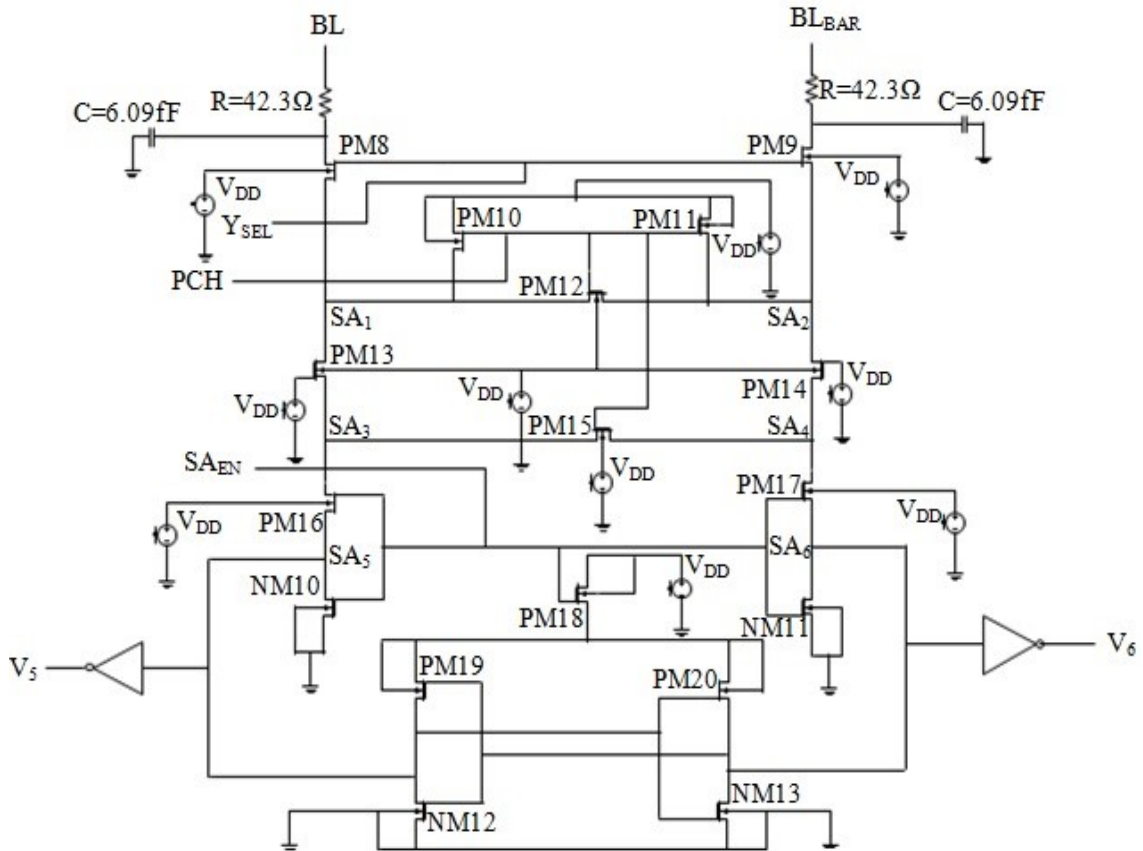 BL
BL_BAR
R=42.3Ω
R=42.3Ω
C=6.09fF
C=6.09fF
PM8
PM9
V_DD
V_DD
Y_SEL
PM10
PM11
V_DD
PCH
PM12
SA_1
SA_2
PM13
V_DD
V_DD
PM14
V_DD
SA_3
PM15
SA_4
SA_EN
V_DD
PM17
V_DD
PM16
V_DD
SA_5
SA_6
NM10
V_DD
PM18
NM11
V_5
V_6
PM19
PM20
NM12
NM13